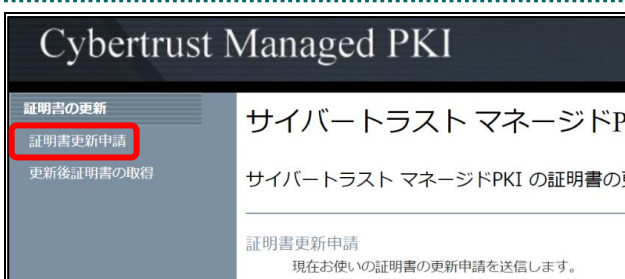 Cybertrust Managed PKI
証明書の更新
証明書更新申請
更新後証明書の取得
サイバートラスト マネージドP
サイバートラスト マネージドPKI の証明書の
証明書更新申請
現在お使いの証明書の更新申請を送信します。